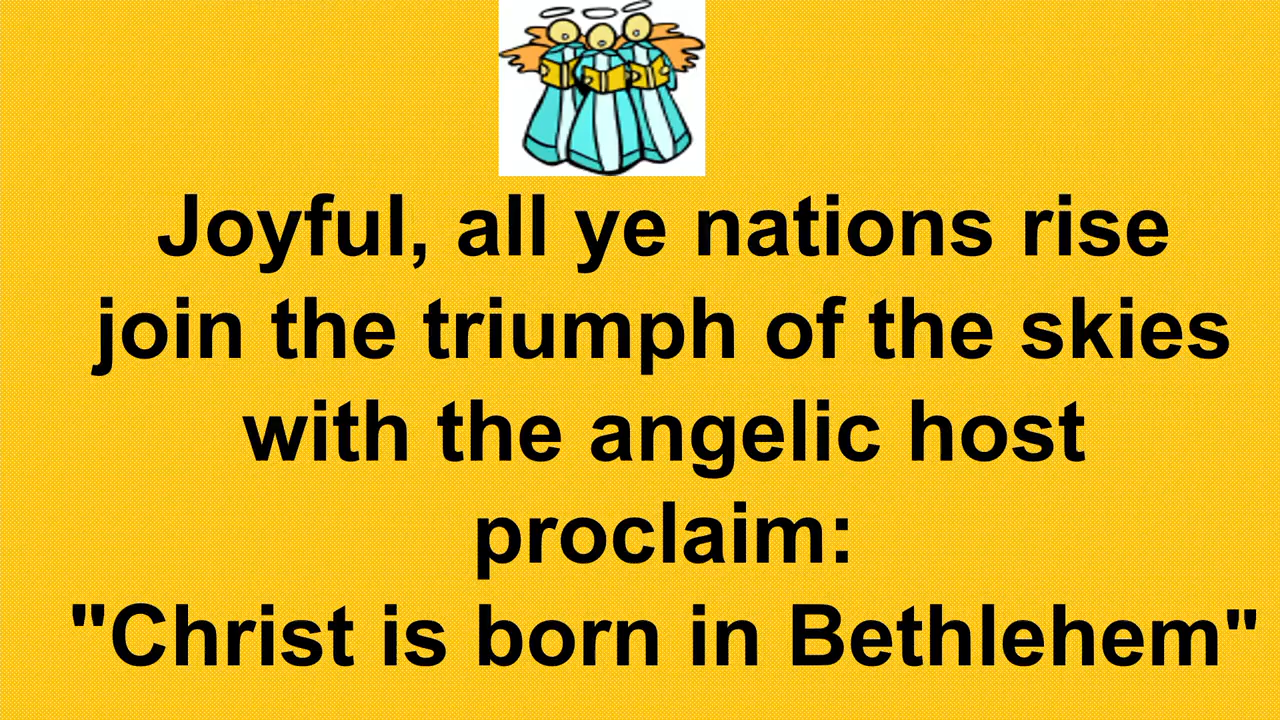 Joyful, all ye nations rise
join the triumph of the skies
with the angelic host
proclaim:
"Christ is born in Bethlehem"